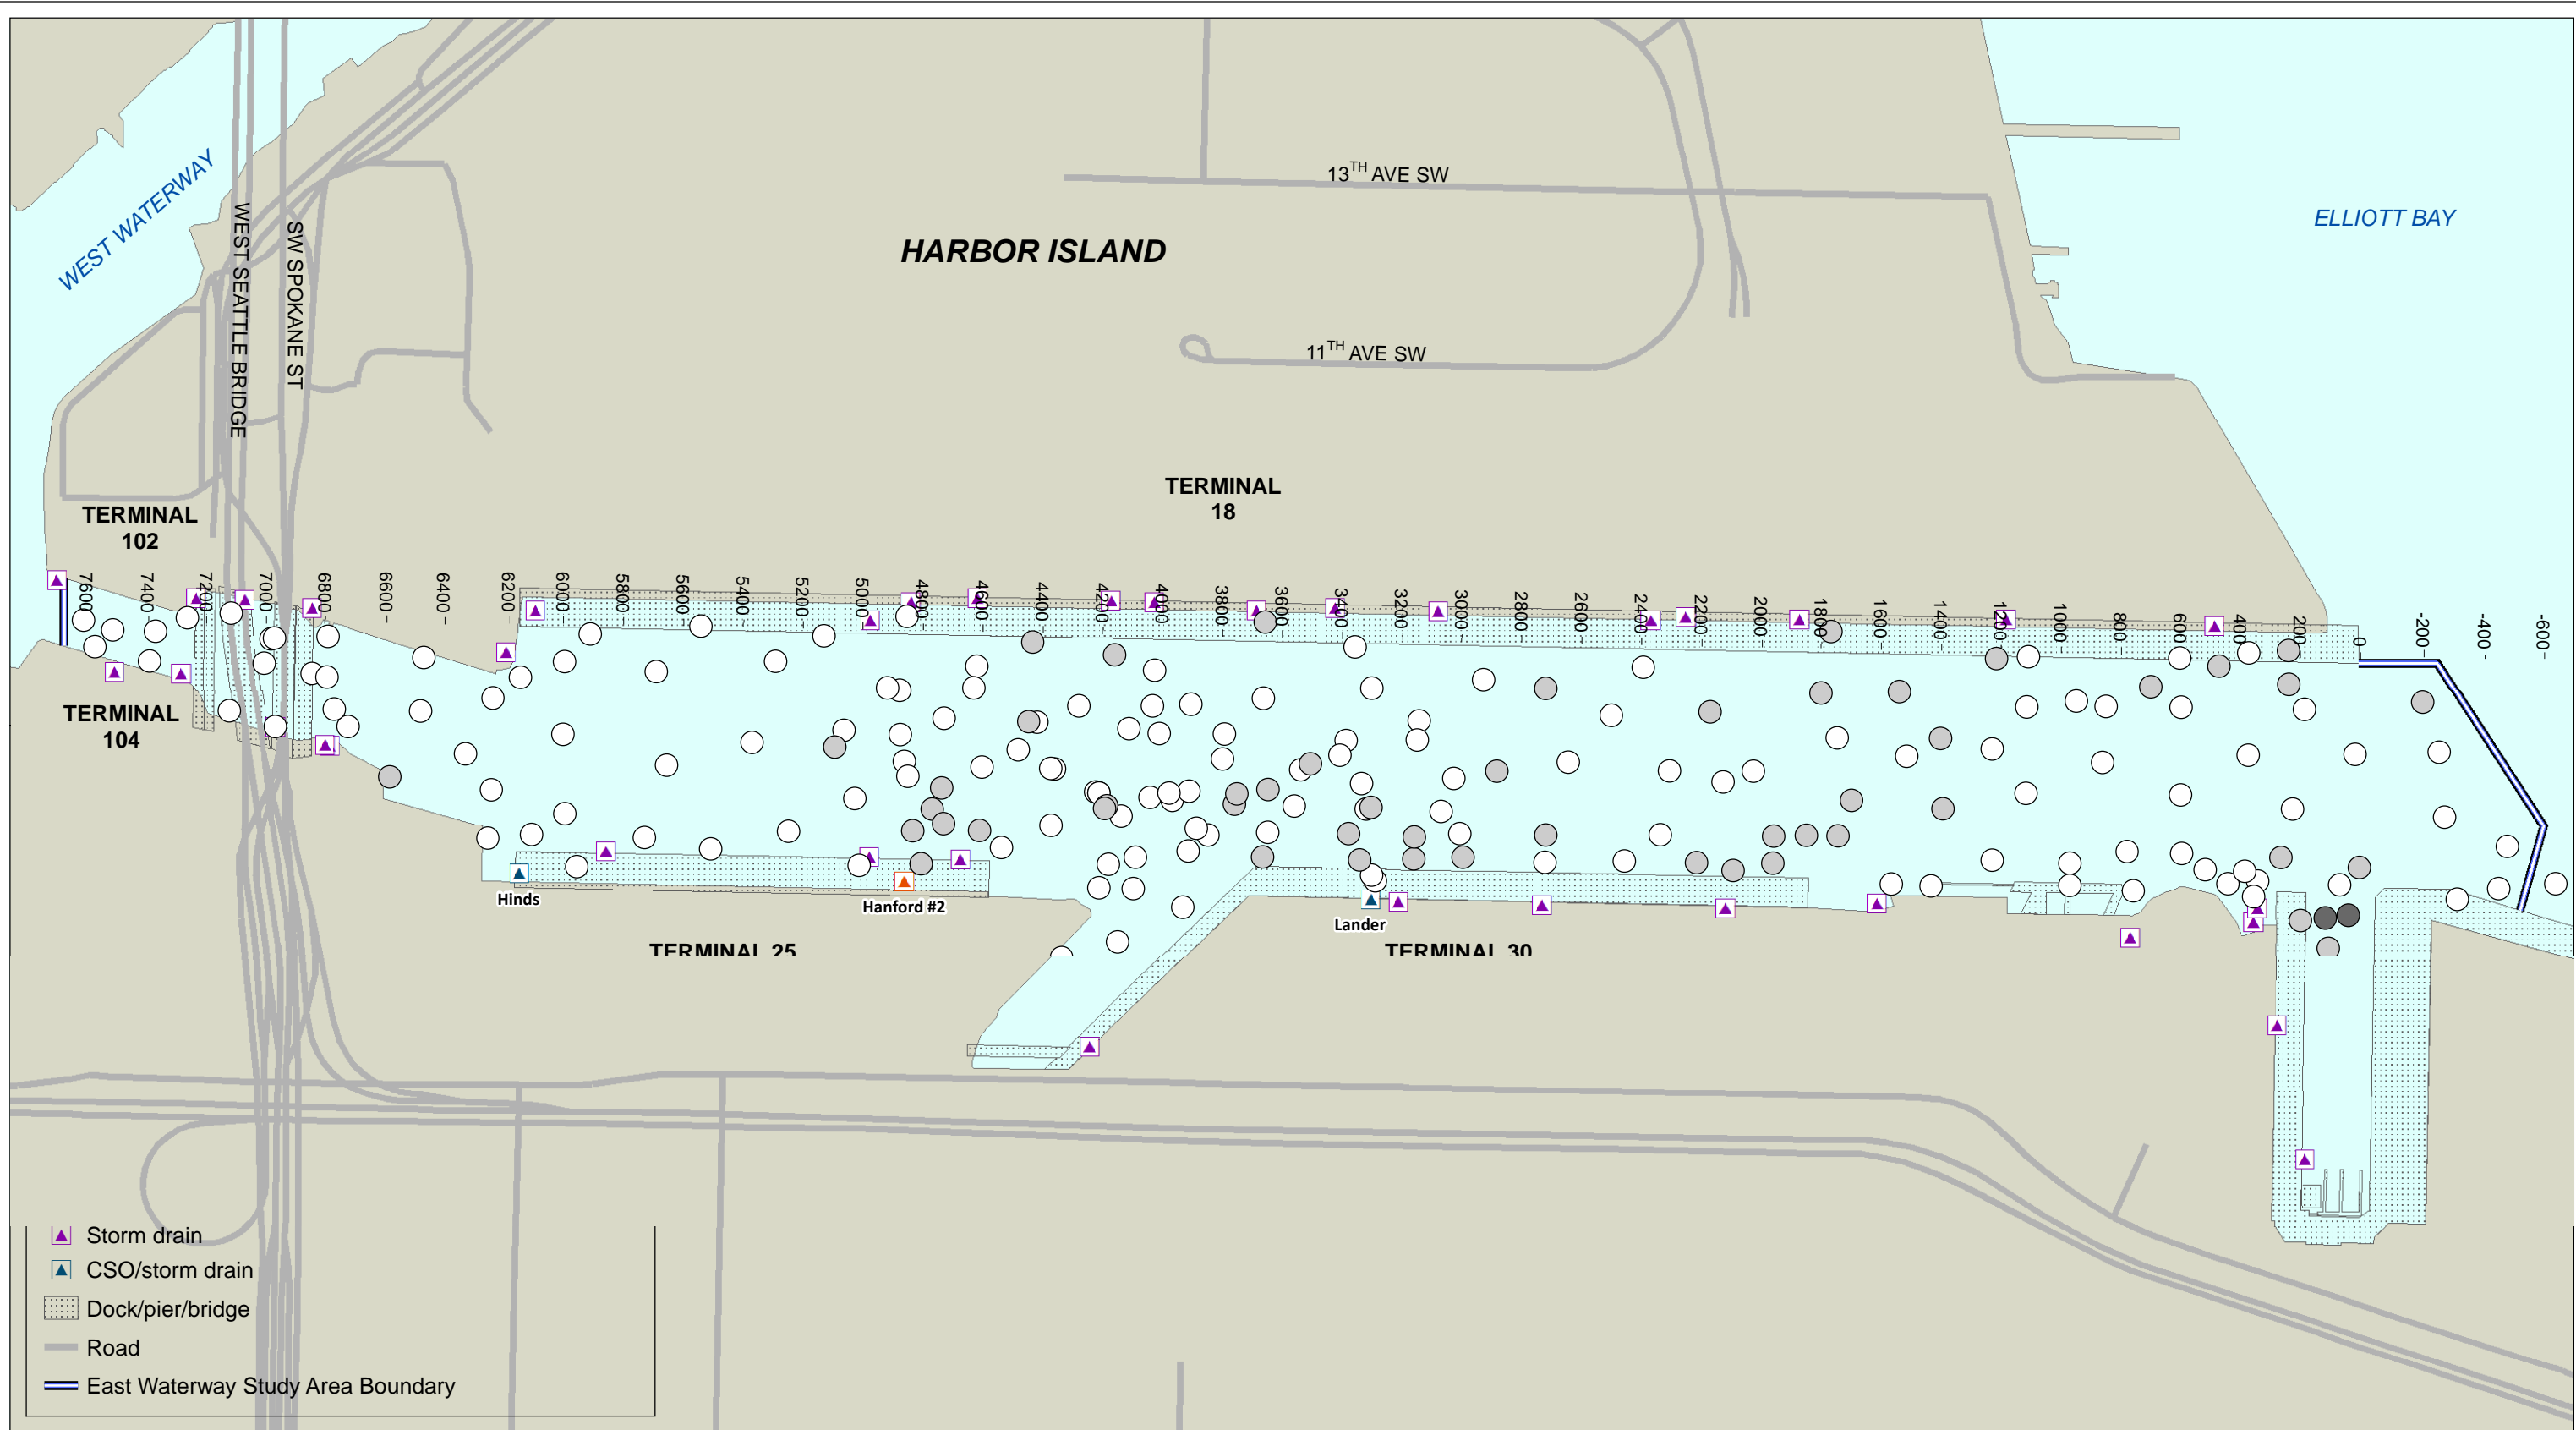 13TH AVE SW
WEST WATERWAY
ELLIOTT BAY
WEST SEATTLE BRIDGE
SW SPOKANE ST
HARBOR ISLAND
11TH AVE SW
TERMINAL
18
TERMINAL
102
7600
7400
7200
7000
6800
6600
6400
6200
6000
5800
5600
5400
5200
5000
4800
4600
4400
4200
4000
3800
3600
3400
3200
3000
2800
2600
2400
2200
2000
1800
1600
1400
1200
1000
800
600
400
200
0
-200
-400
-600
TERMINAL
104
Hinds
Hanford #2
Lander
TERMINAL 25
TERMINAL 30
Storm drain
CSO/storm drain
Dock/pier/bridge
Road
East Waterway Study Area Boundary